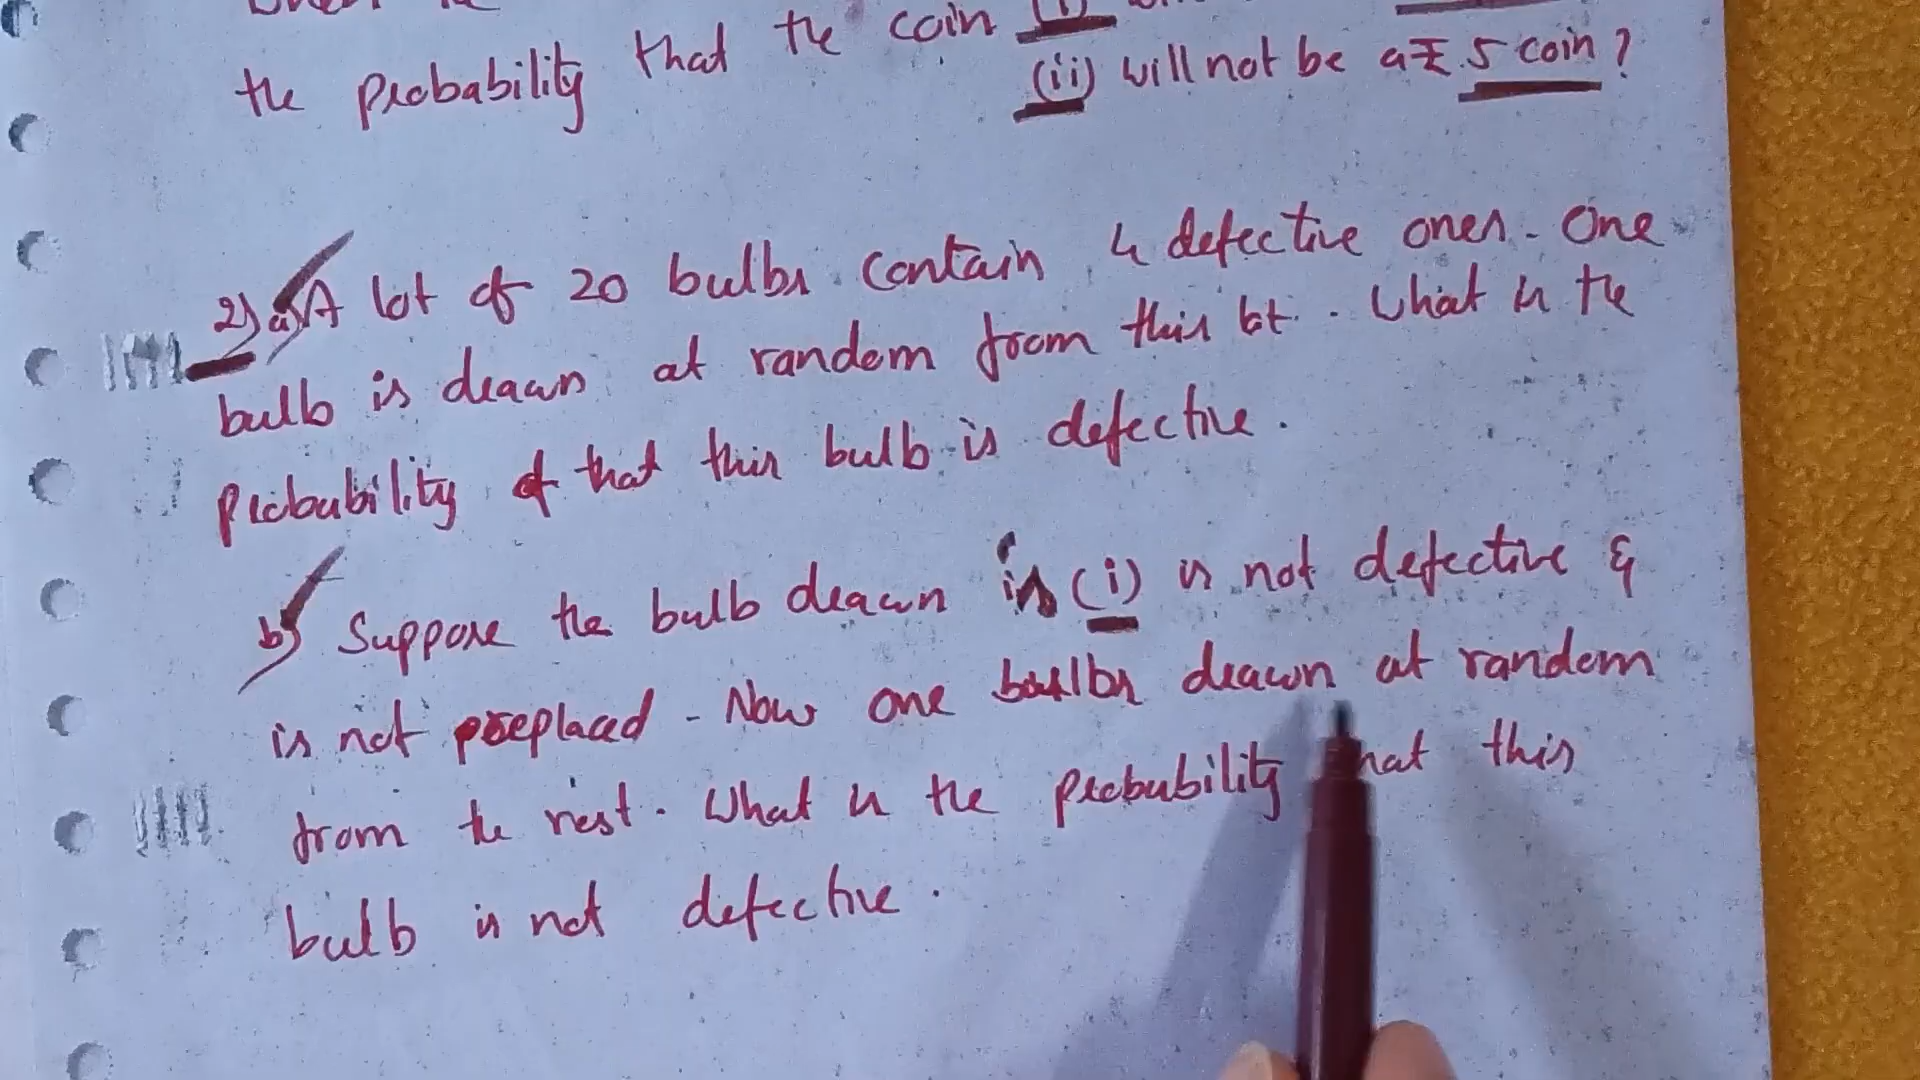 the probability that the coin (i)
(ii) will not be a ₹.5 coin?
2) a) A lot of 20 bulbs contain 4 defective ones. One
bulb is drawn at random from this lot. What is the
probability of that this bulb is defective.
b) Suppose the bulb drawn in (i) is not defective &
is not replaced. Now one bulbs drawn at random
from the rest. What is the probability that this
bulb is not defective.